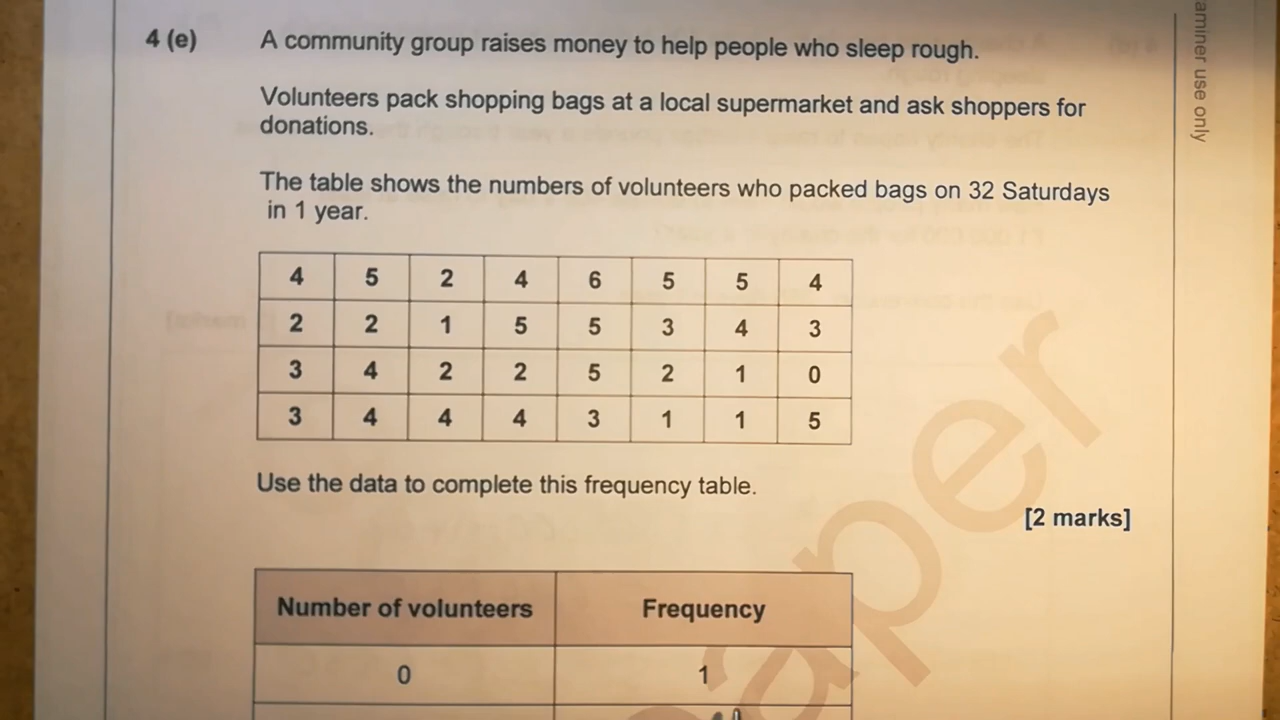 aminer use only
4 (e) A community group raises money to help people who sleep rough.
Volunteers pack shopping bags at a local supermarket and ask shoppers for
donations.
The table shows the numbers of volunteers who packed bags on 32 Saturdays
in 1 year.
4 5 2 4 6 5 5 4
2 2 1 5 5 3 4 3
3 4 2 2 5 2 1 0
3 4 4 4 3 1 1 5
Use the data to complete this frequency table.
[2 marks]
Number of volunteers Frequency
0 1
aper